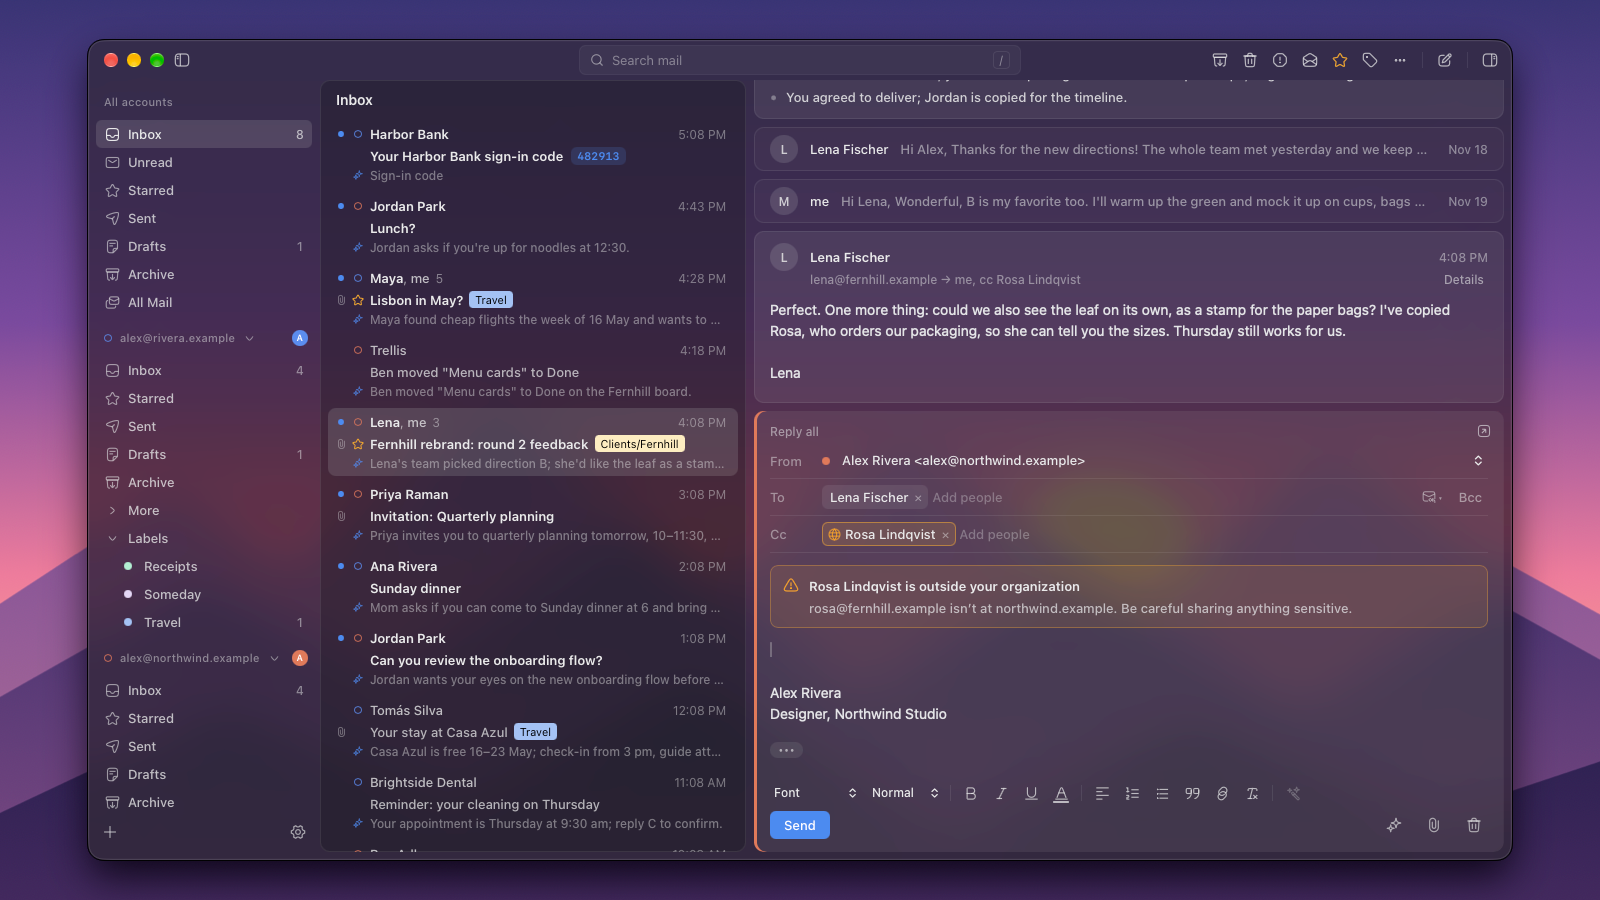 Search mail /
All accounts
Inbox 8
Unread
Starred
Sent
Drafts 1
Archive
All Mail
alex@rivera.example A
Inbox 4
Starred
Sent
Drafts 1
Archive
More
Labels
Receipts
Someday
Travel 1
alex@northwind.example A
Inbox 4
Starred
Sent
Drafts
Archive
Inbox
Harbor Bank 5:08 PM
Your Harbor Bank sign-in code 482913
Sign-in code
Jordan Park 4:43 PM
Lunch?
Jordan asks if you're up for noodles at 12:30.
Maya, me 5 4:28 PM
Lisbon in May? Travel
Maya found cheap flights the week of 16 May and wants to …
Trellis 4:18 PM
Ben moved "Menu cards" to Done
Ben moved "Menu cards" to Done on the Fernhill board.
Lena, me 3 4:08 PM
Fernhill rebrand: round 2 feedback Clients/Fernhill
Lena's team picked direction B; she'd like the leaf as a stam…
Priya Raman 3:08 PM
Invitation: Quarterly planning
Priya invites you to quarterly planning tomorrow, 10–11:30, …
Ana Rivera 2:08 PM
Sunday dinner
Mom asks if you can come to Sunday dinner at 6 and bring …
Jordan Park 1:08 PM
Can you review the onboarding flow?
Jordan wants your eyes on the new onboarding flow before …
Tomás Silva 12:08 PM
Your stay at Casa Azul Travel
Casa Azul is free 16–23 May; check-in from 3 pm, guide att…
Brightside Dental 11:08 AM
Reminder: your cleaning on Thursday
Your appointment is Thursday at 9:30 am; reply C to confirm.
You agreed to deliver; Jordan is copied for the timeline.
L Lena Fischer Hi Alex, Thanks for the new directions! The whole team met yesterday and we keep … Nov 18
M me Hi Lena, Wonderful, B is my favorite too. I'll warm up the green and mock it up on cups, bags … Nov 19
L Lena Fischer 4:08 PM
lena@fernhill.example → me, cc Rosa Lindqvist Details
Perfect. One more thing: could we also see the leaf on its own, as a stamp for the paper bags? I've copied
Rosa, who orders our packaging, so she can tell you the sizes. Thursday still works for us.
Lena
Reply all
From Alex Rivera <alex@northwind.example>
To Lena Fischer × Add people Bcc
Cc Rosa Lindqvist × Add people
Rosa Lindqvist is outside your organization
rosa@fernhill.example isn't at northwind.example. Be careful sharing anything sensitive.
Alex Rivera
Designer, Northwind Studio
Font Normal B I U A
Send